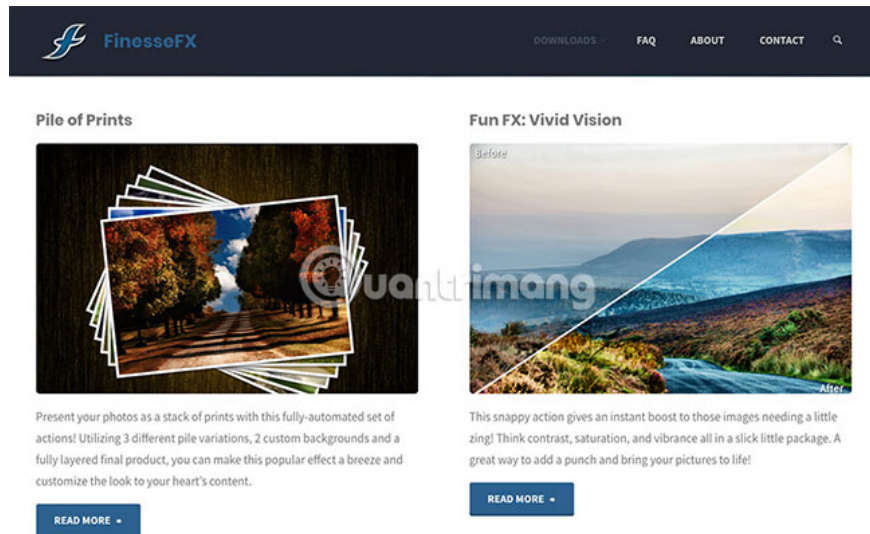 FinesseFX
DOWNLOADS
FAQ
ABOUT
CONTACT
Pile of Prints
Present your photos as a stack of prints with this fully-automated set of
actions! Utilizing 3 different pile variations, 2 custom backgrounds and a
fully layered final product, you can make this popular effect a breeze and
customize the look to your heart's content.
READ MORE
Fun FX: Vivid Vision
Before
After
This snappy action gives an instant boost to those images needing a little
zing! Think contrast, saturation, and vibrance all in a slick little package. A
great way to add a punch and bring your pictures to life!
READ MORE
Quantrimang